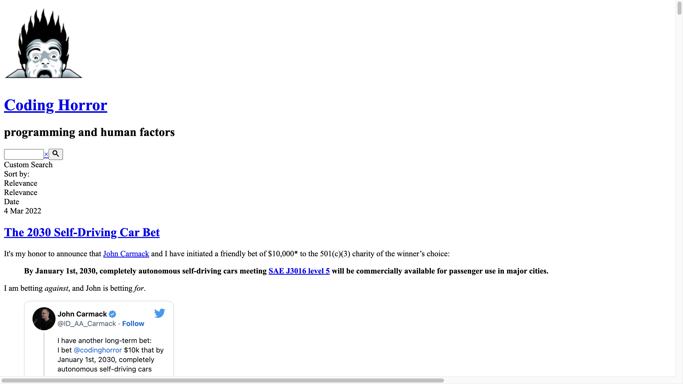 Coding Horror
programming and human factors
×
Custom Search
Sort by:
Relevance
Relevance
Date
4 Mar 2022
The 2030 Self-Driving Car Bet
It's my honor to announce that John Carmack and I have initiated a friendly bet of $10,000* to the 501(c)(3) charity of the winner’s choice:
By January 1st, 2030, completely autonomous self-driving cars meeting SAE J3016 level 5 will be commercially available for passenger use in major cities.
I am betting against, and John is betting for.
John Carmack
@ID_AA_Carmack · Follow
I have another long-term bet:
I bet @codinghorror $10k that by
January 1st, 2030, completely
autonomous self-driving cars